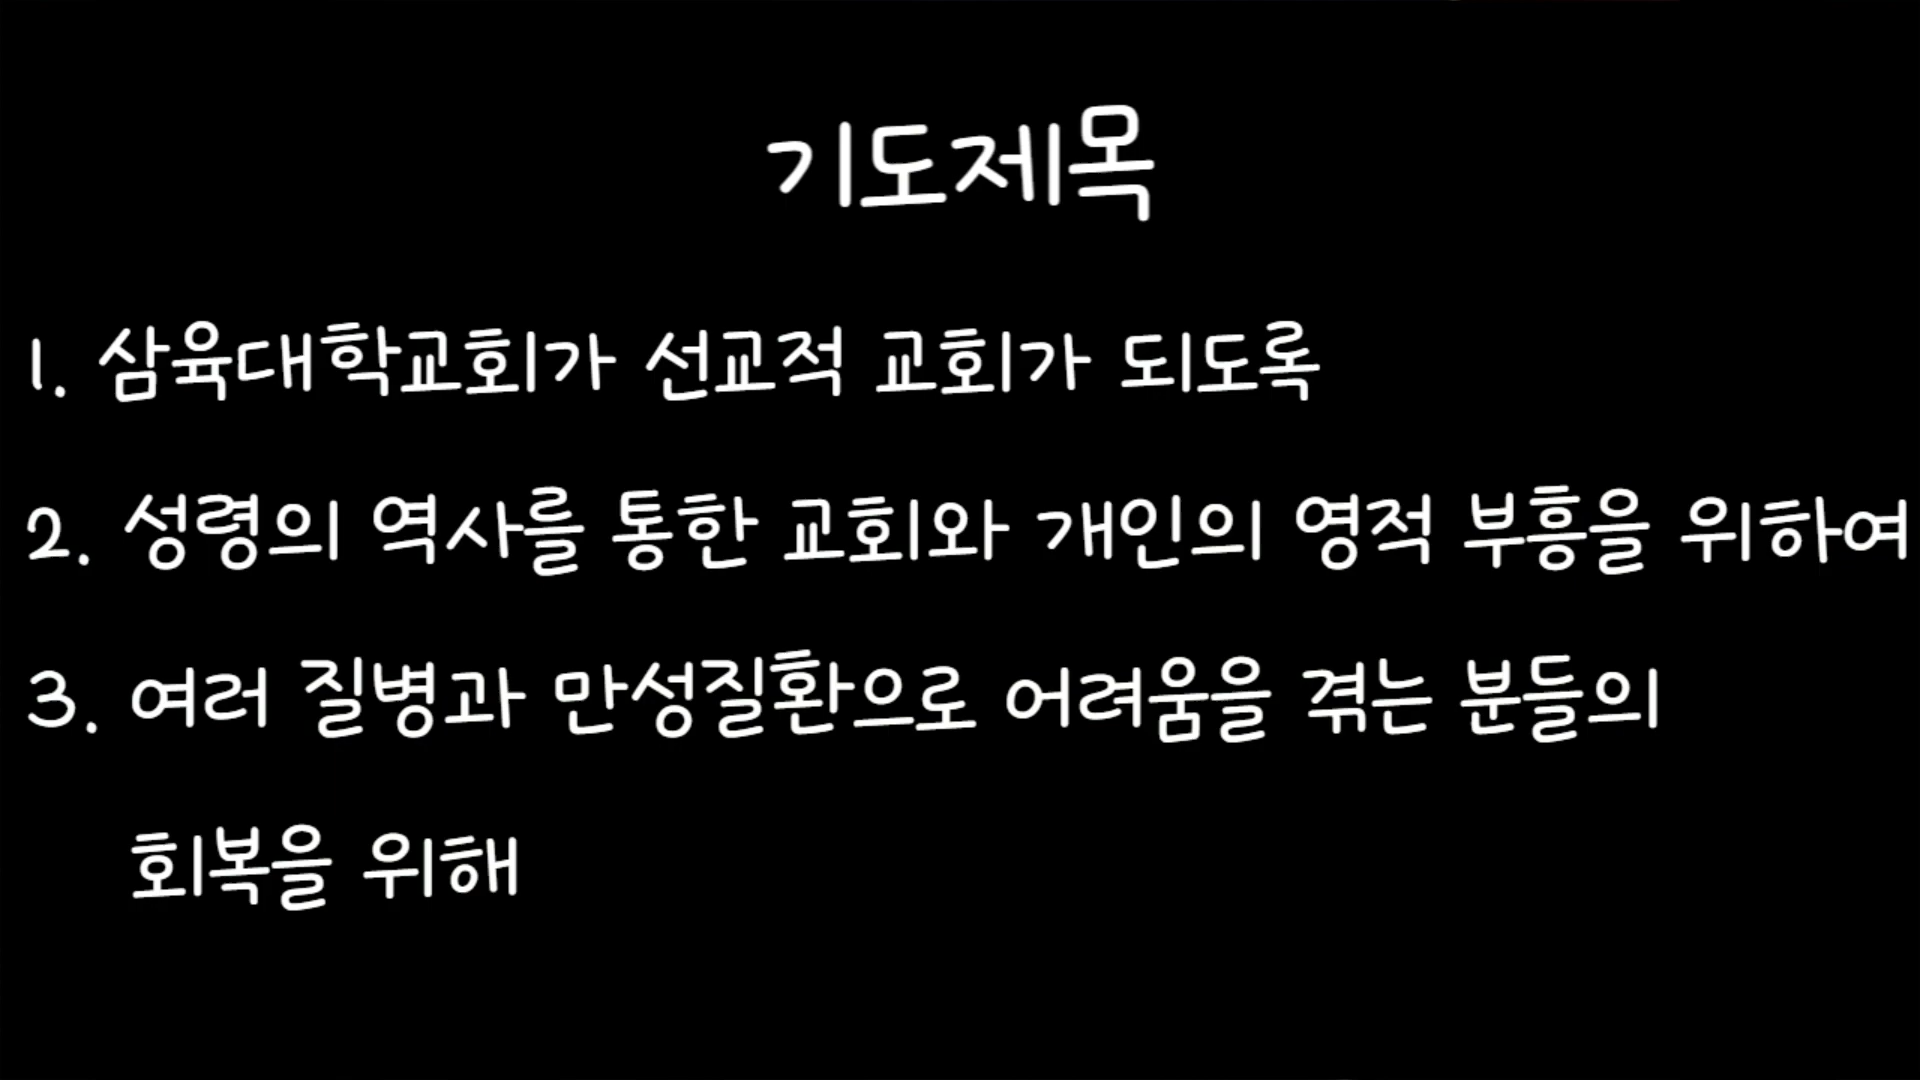 기도제목
1. 삼육대학교회가 선교적 교회가 되도록
2. 성령의 역사를 통한 교회와 개인의 영적 부흥을 위하여
3. 여러 질병과 만성질환으로 어려움을 겪는 분들의
회복을 위해